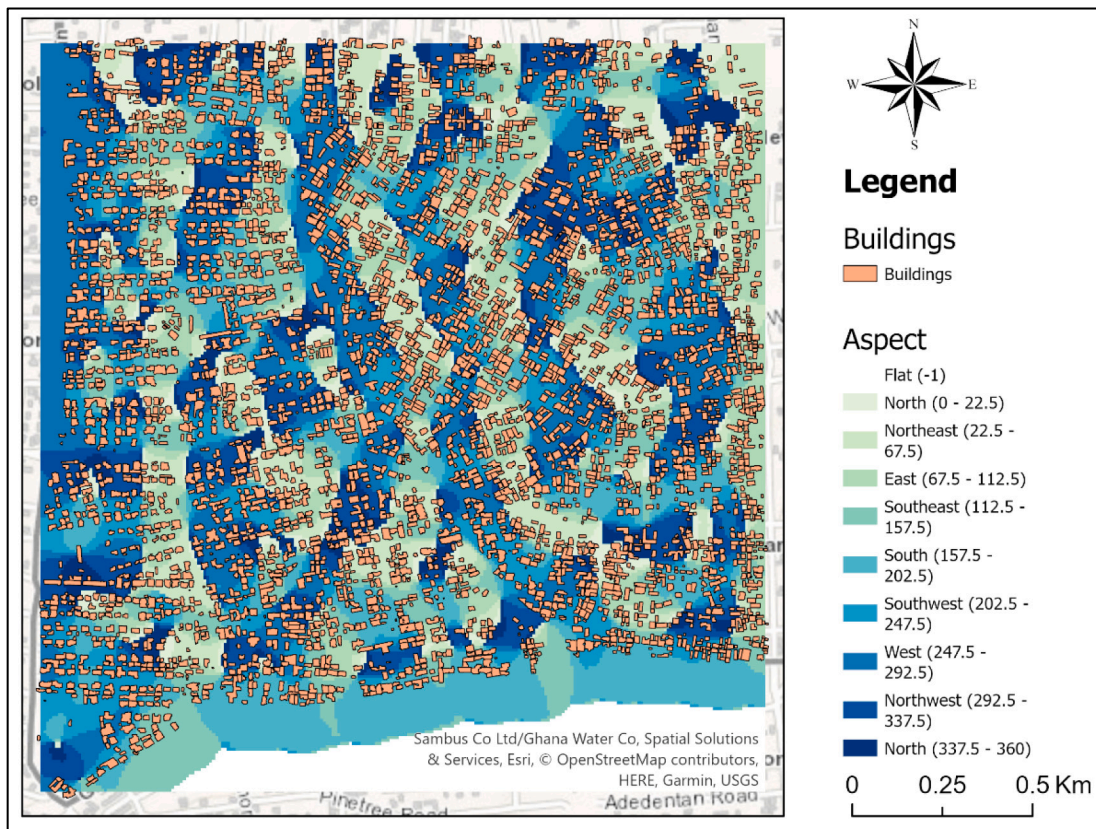 Sambus Co Ltd/Ghana Water Co, Spatial Solutions
& Services, Esri, © OpenStreetMap contributors,
HERE, Garmin, USGS
Pinetree Road
Adedentan Road
N
W
E
S
Legend
Buildings
Buildings
Aspect
Flat (-1)
North (0 - 22.5)
Northeast (22.5 -
67.5)
East (67.5 - 112.5)
Southeast (112.5 -
157.5)
South (157.5 -
202.5)
Southwest (202.5 -
247.5)
West (247.5 -
292.5)
Northwest (292.5 -
337.5)
North (337.5 - 360)
0 0.25 0.5 Km